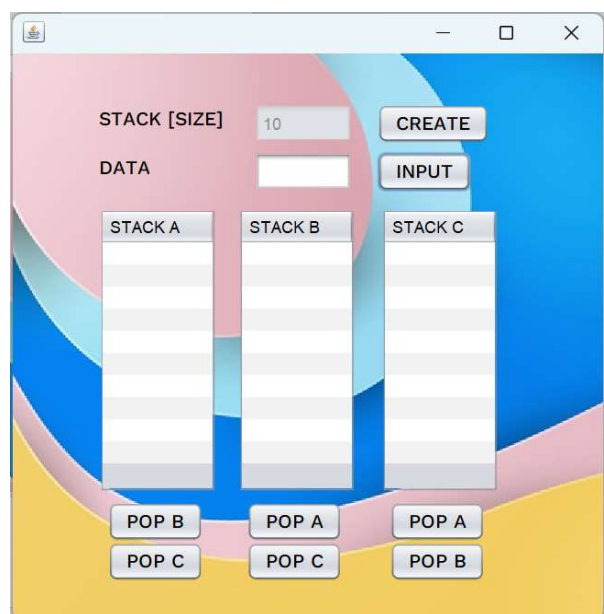 STACK [SIZE] 10 CREATE
DATA INPUT
STACK A STACK B STACK C
POP B POP A POP A
POP C POP C POP B